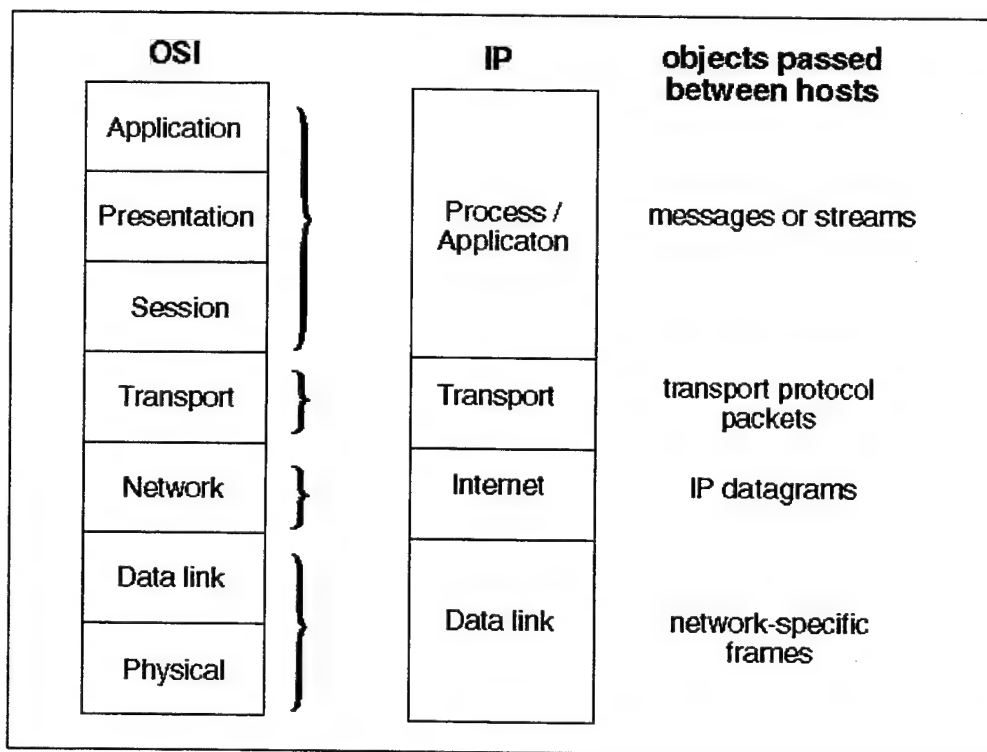 OSI
Application
Presentation
Session
Transport
Network
Data link
Physical
IP
Process /
Applicaton
Transport
Internet
Data link
objects passed
between hosts
messages or streams
transport protocol
packets
IP datagrams
network-specific
frames